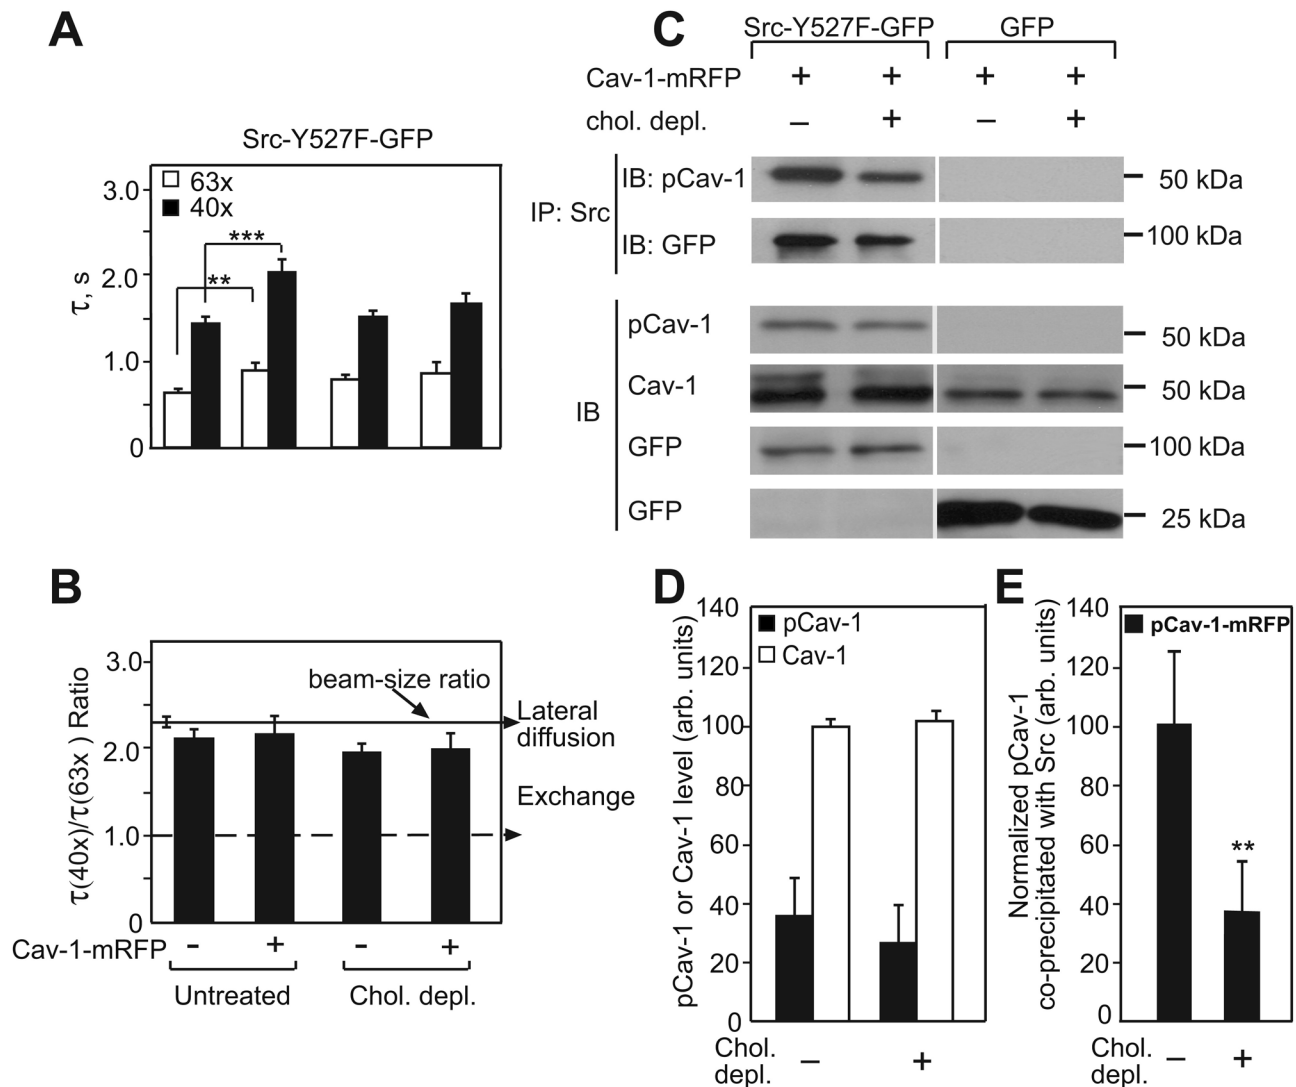 A
Src-Y527F-GFP
63x
40x
3.0
2.0
1.0
0
τ, s
***
**
B
3.0
2.0
1.0
0
τ(40x)/τ(63x ) Ratio
beam-size ratio
Lateral
diffusion
Exchange
Cav-1-mRFP - + - +
Untreated Chol. depl.
C
Src-Y527F-GFP GFP
Cav-1-mRFP + + + +
chol. depl. – + – +
IP: Src
IB: pCav-1 50 kDa
IB: GFP 100 kDa
IB
pCav-1 50 kDa
Cav-1 50 kDa
GFP 100 kDa
GFP 25 kDa
D
pCav-1
Cav-1
140
120
100
80
60
40
20
0
pCav-1 or Cav-1 level (arb. units)
Chol.
depl. – +
E
pCav-1-mRFP
140
120
100
80
60
40
20
0
Normalized pCav-1
co-precipitated with Src (arb. units)
**
Chol.
depl. – +